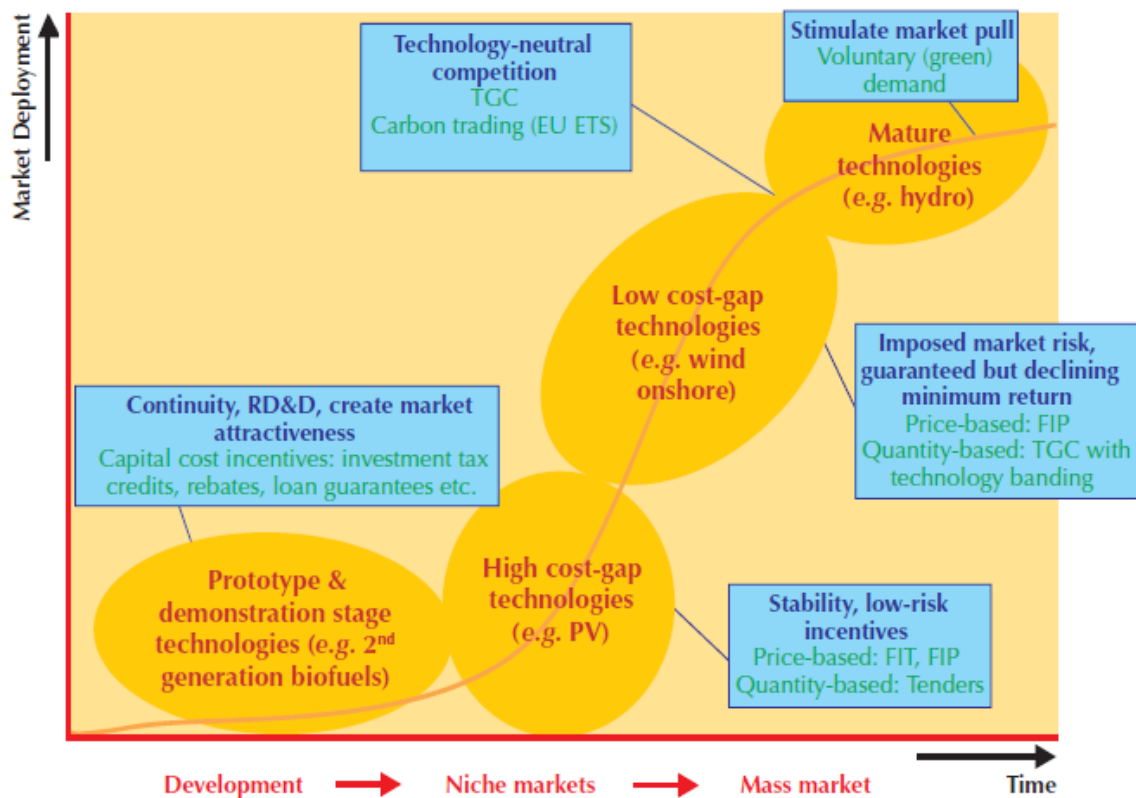 Market Deployment
Technology-neutral
competition
TGC
Carbon trading (EU ETS)
Stimulate market pull
Voluntary (green)
demand
Mature
technologies
(e.g. hydro)
Low cost-gap
technologies
(e.g. wind
onshore)
Imposed market risk,
guaranteed but declining
minimum return
Price-based: FIP
Quantity-based: TGC with
technology banding
Continuity, RD&D, create market
attractiveness
Capital cost incentives: investment tax
credits, rebates, loan guarantees etc.
Prototype &
demonstration stage
technologies (e.g. 2nd
generation biofuels)
High cost-gap
technologies
(e.g. PV)
Stability, low-risk
incentives
Price-based: FIT, FIP
Quantity-based: Tenders
Development
Niche markets
Mass market
Time